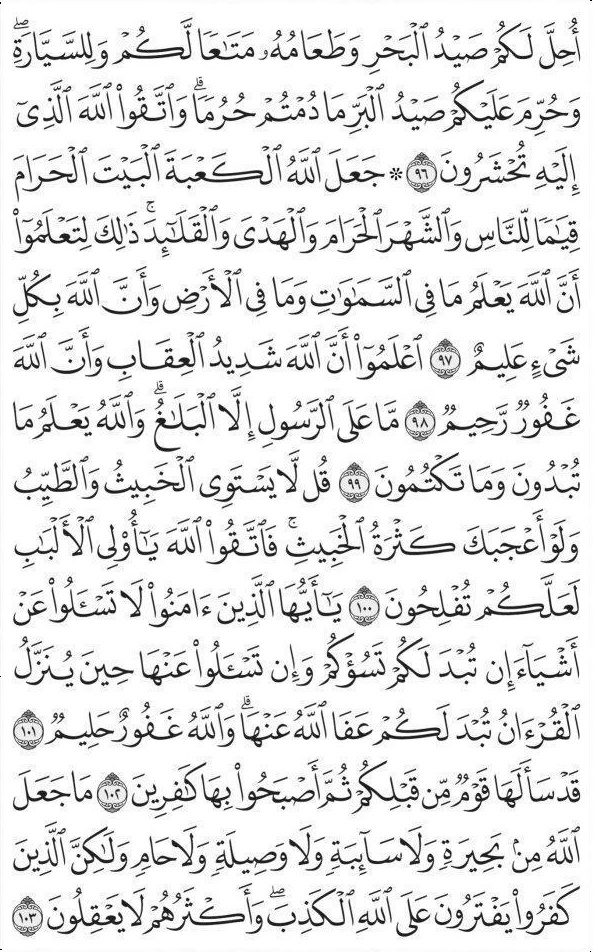 أُحِلَّ لَكُمْ صَيْدُ ٱلْبَحْرِ وَطَعَامُهُۥ مَتَٰعًا لَّكُمْ وَلِلسَّيَّارَةِۖ
وَحُرِّمَ عَلَيْكُمْ صَيْدُ ٱلْبَرِّ مَا دُمْتُمْ حُرُمًاۗ وَٱتَّقُوا۟ ٱللَّهَ ٱلَّذِىٓ
إِلَيْهِ تُحْشَرُونَ ٩٦ ۞ جَعَلَ ٱللَّهُ ٱلْكَعْبَةَ ٱلْبَيْتَ ٱلْحَرَامَ
قِيَٰمًا لِّلنَّاسِ وَٱلشَّهْرَ ٱلْحَرَامَ وَٱلْهَدْىَ وَٱلْقَلَٰٓئِدَۚ ذَٰلِكَ لِتَعْلَمُوٓا۟
أَنَّ ٱللَّهَ يَعْلَمُ مَا فِى ٱلسَّمَٰوَٰتِ وَمَا فِى ٱلْأَرْضِ وَأَنَّ ٱللَّهَ بِكُلِّ
شَىْءٍ عَلِيمٌ ٩٧ ٱعْلَمُوٓا۟ أَنَّ ٱللَّهَ شَدِيدُ ٱلْعِقَابِ وَأَنَّ ٱللَّهَ
غَفُورٌ رَّحِيمٌ ٩٨ مَّا عَلَى ٱلرَّسُولِ إِلَّا ٱلْبَلَٰغُۗ وَٱللَّهُ يَعْلَمُ مَا
تُبْدُونَ وَمَا تَكْتُمُونَ ٩٩ قُل لَّا يَسْتَوِى ٱلْخَبِيثُ وَٱلطَّيِّبُ
وَلَوْ أَعْجَبَكَ كَثْرَةُ ٱلْخَبِيثِۚ فَٱتَّقُوا۟ ٱللَّهَ يَٰٓأُو۟لِى ٱلْأَلْبَٰبِ
لَعَلَّكُمْ تُفْلِحُونَ ١٠٠ يَٰٓأَيُّهَا ٱلَّذِينَ ءَامَنُوا۟ لَا تَسْـَٔلُوا۟ عَنْ
أَشْيَآءَ إِن تُبْدَ لَكُمْ تَسُؤْكُمْ وَإِن تَسْـَٔلُوا۟ عَنْهَا حِينَ يُنَزَّلُ
ٱلْقُرْءَانُ تُبْدَ لَكُمْ عَفَا ٱللَّهُ عَنْهَاۗ وَٱللَّهُ غَفُورٌ حَلِيمٌ ١٠١
قَدْ سَأَلَهَا قَوْمٌ مِّن قَبْلِكُمْ ثُمَّ أَصْبَحُوا۟ بِهَا كَٰفِرِينَ ١٠٢ مَا جَعَلَ
ٱللَّهُ مِنۢ بَحِيرَةٍ وَلَا سَآئِبَةٍ وَلَا وَصِيلَةٍ وَلَا حَامٍ وَلَٰكِنَّ ٱلَّذِينَ
كَفَرُوا۟ يَفْتَرُونَ عَلَى ٱللَّهِ ٱلْكَذِبَۖ وَأَكْثَرُهُمْ لَا يَعْقِلُونَ ١٠٣